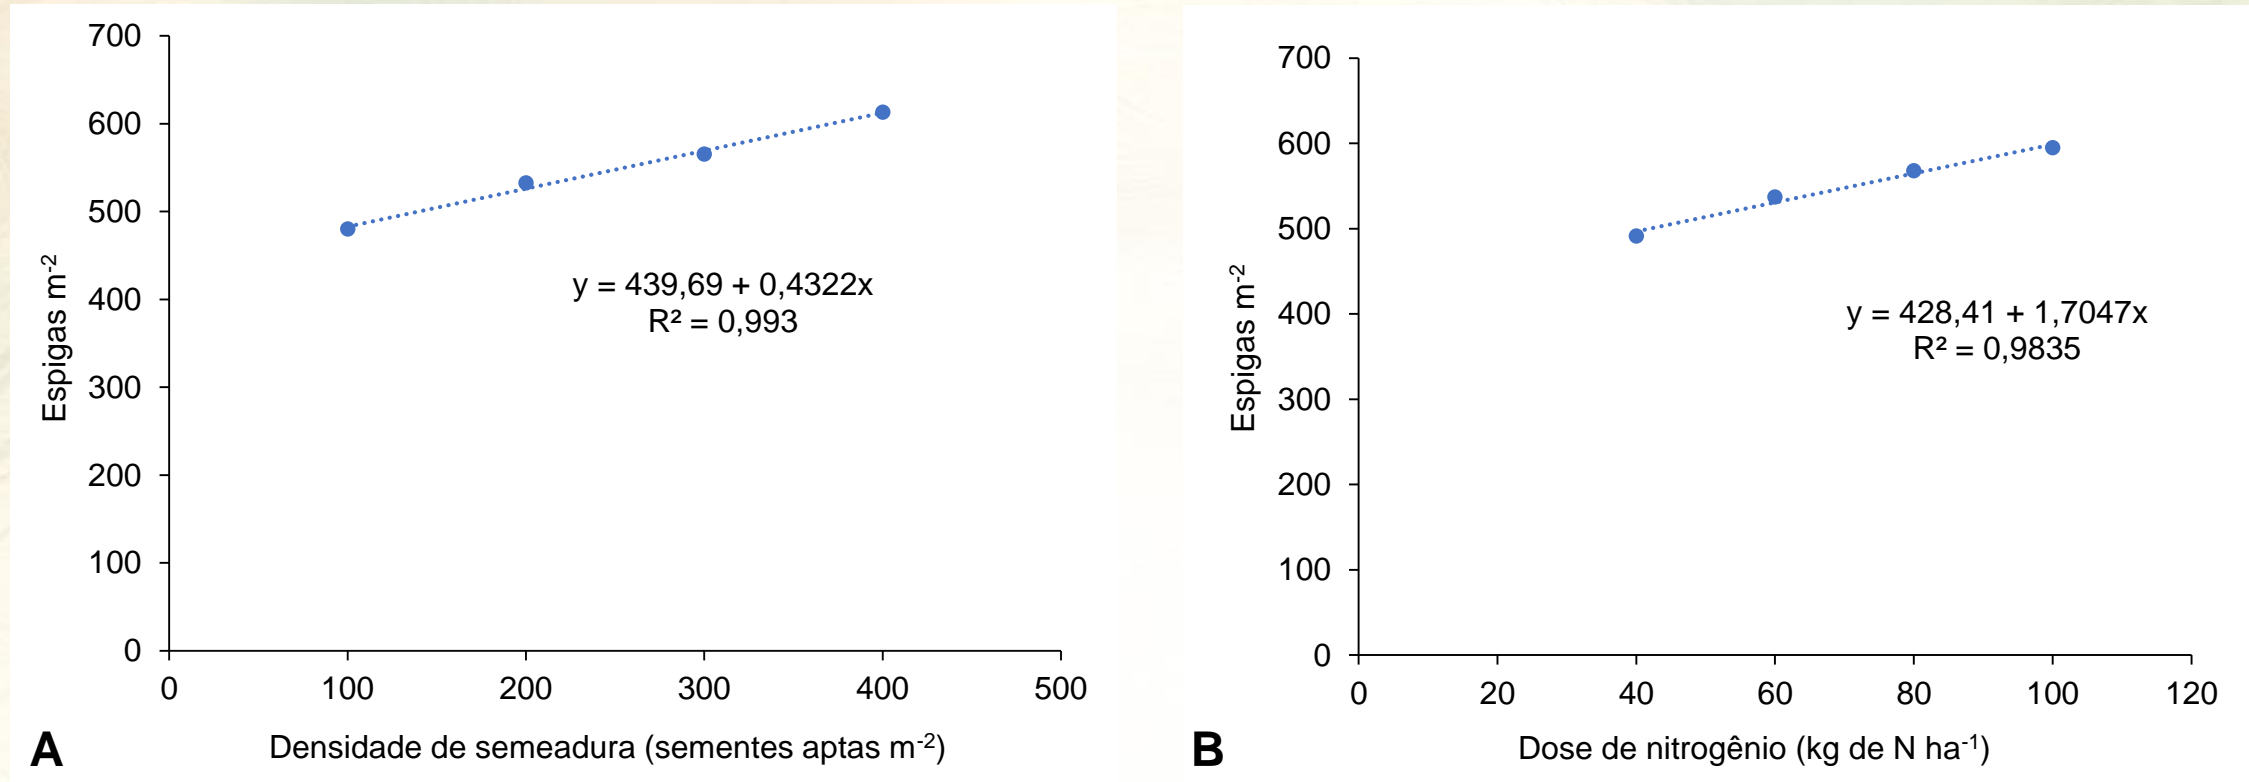 700
600
500
400
300
200
100
0
Espigas m-2
y = 439,69 + 0,4322x
R² = 0,993
0 100 200 300 400 500
Densidade de semeadura (sementes aptas m-2)
A
700
600
500
400
300
200
100
0
Espigas m-2
y = 428,41 + 1,7047x
R² = 0,9835
0 20 40 60 80 100 120
Dose de nitrogênio (kg de N ha-1)
B